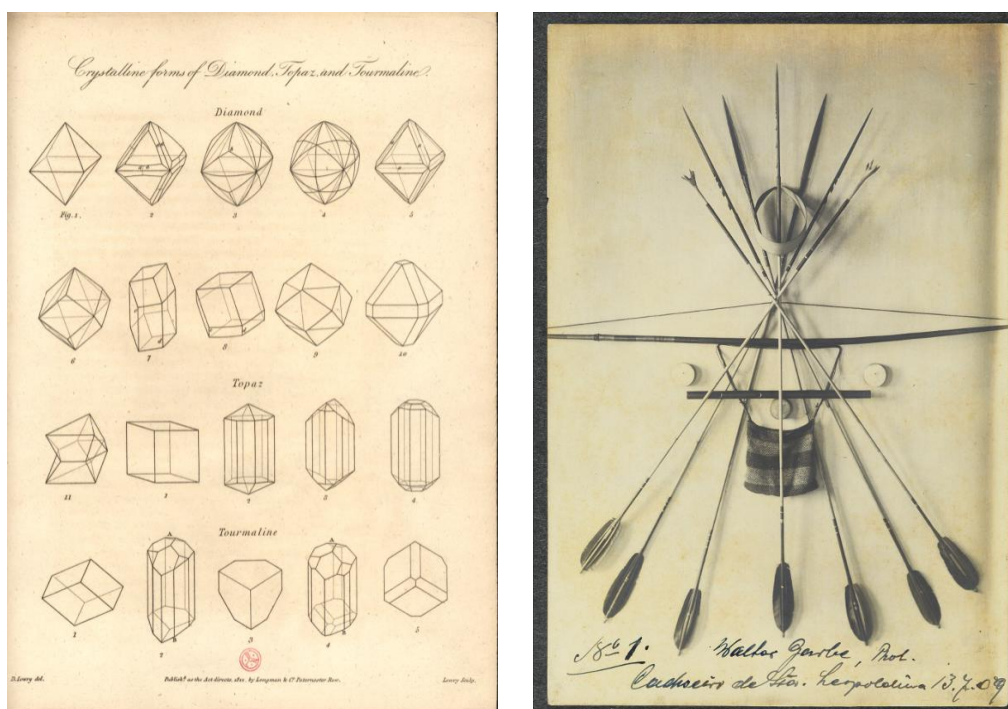 Crystalline forms of Diamond, Topaz, and Tourmaline.
Diamond
Fig. 1. 2 3 4 5
6 7 8 9 10
Topaz
11 1 2 3 4
Tourmaline
A A
1 2 3 4 5
B B
D. Lowry del. Publish'd as the Act directs, by Longman & Co. Paternoster Row. Lowry Sculp.
No 1. Walter Garbe, Phot.
Cachoeiro de Sta. Leopoldina 13.7.09